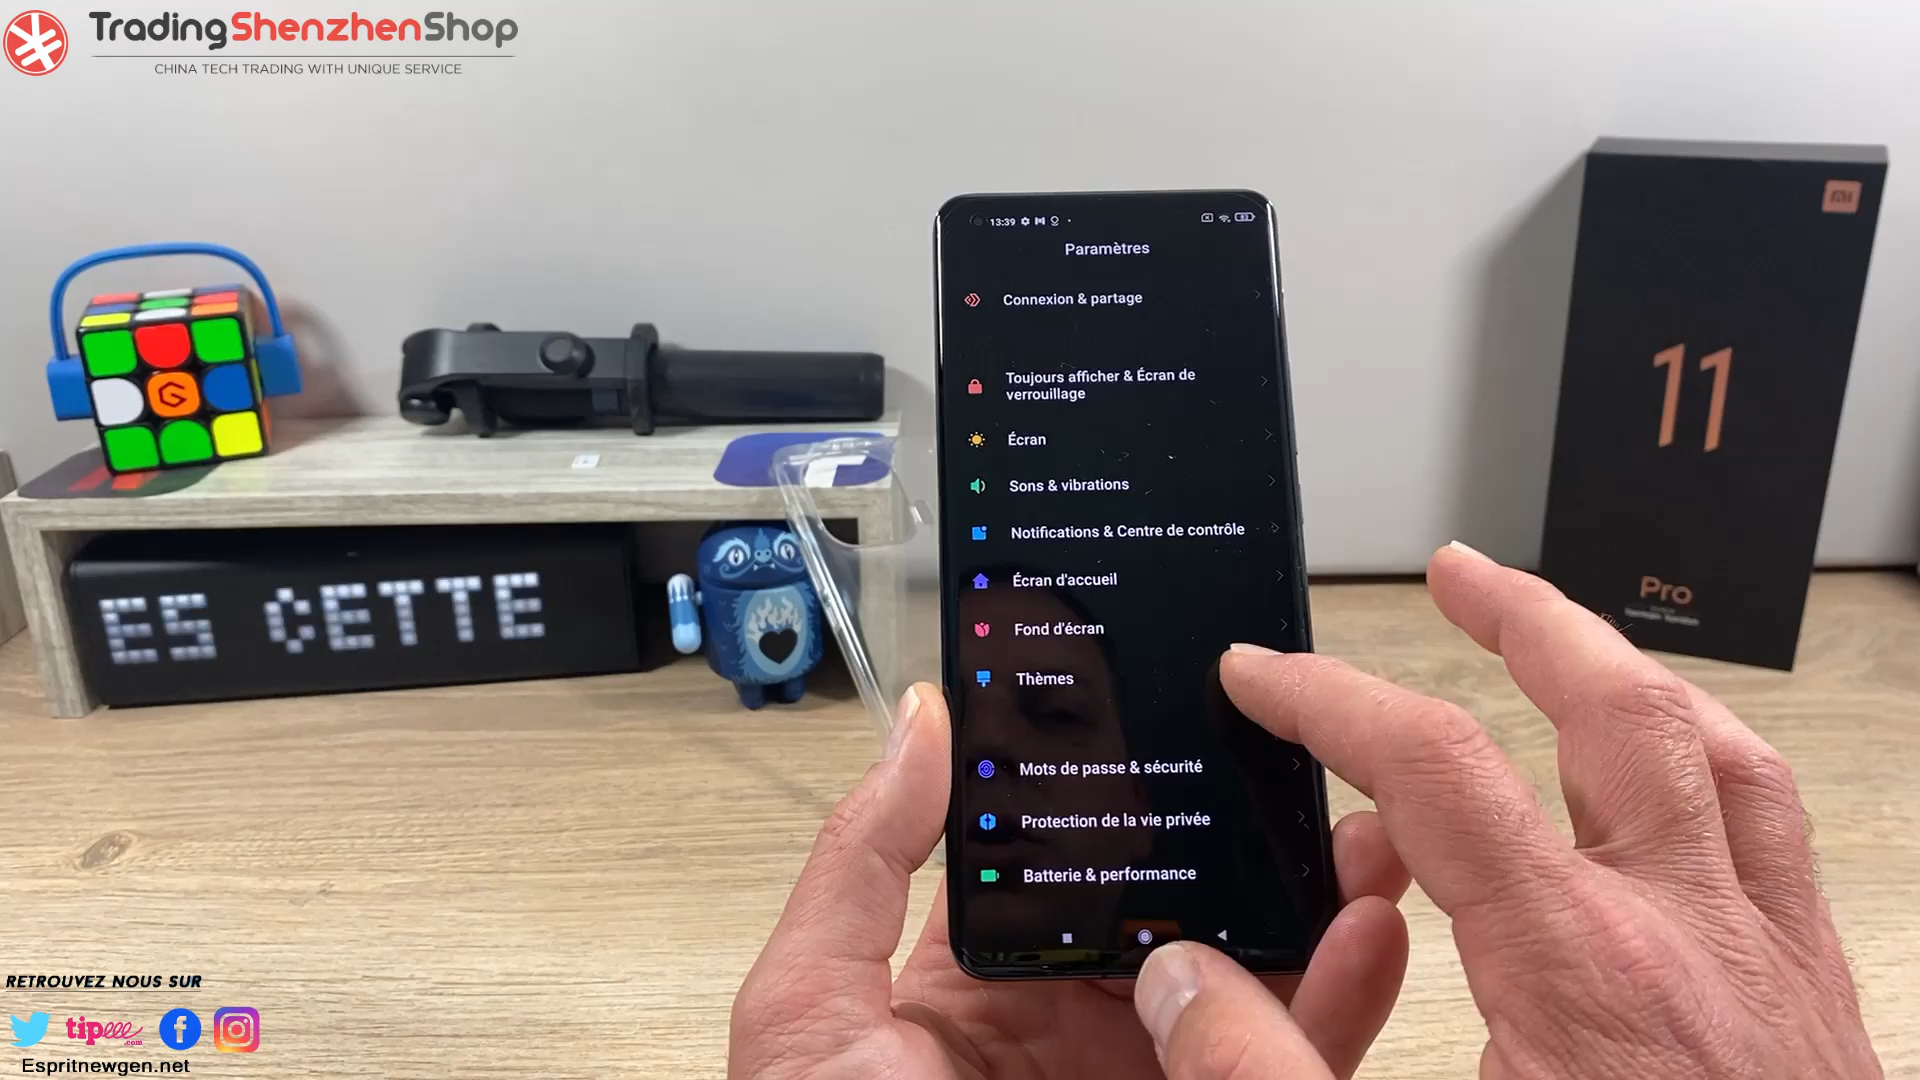 TradingShenzhenShop
CHINA TECH TRADING WITH UNIQUE SERVICE
13:39
Paramètres
Connexion & partage
Toujours afficher & Écran de
verrouillage
Écran
Sons & vibrations
Notifications & Centre de contrôle
Écran d'accueil
Fond d'écran
Thèmes
Mots de passe & sécurité
Protection de la vie privée
Batterie & performance
MI
11
Pro
ES CETTE
RETROUVEZ NOUS SUR
tipeee
.com
Espritnewgen.net